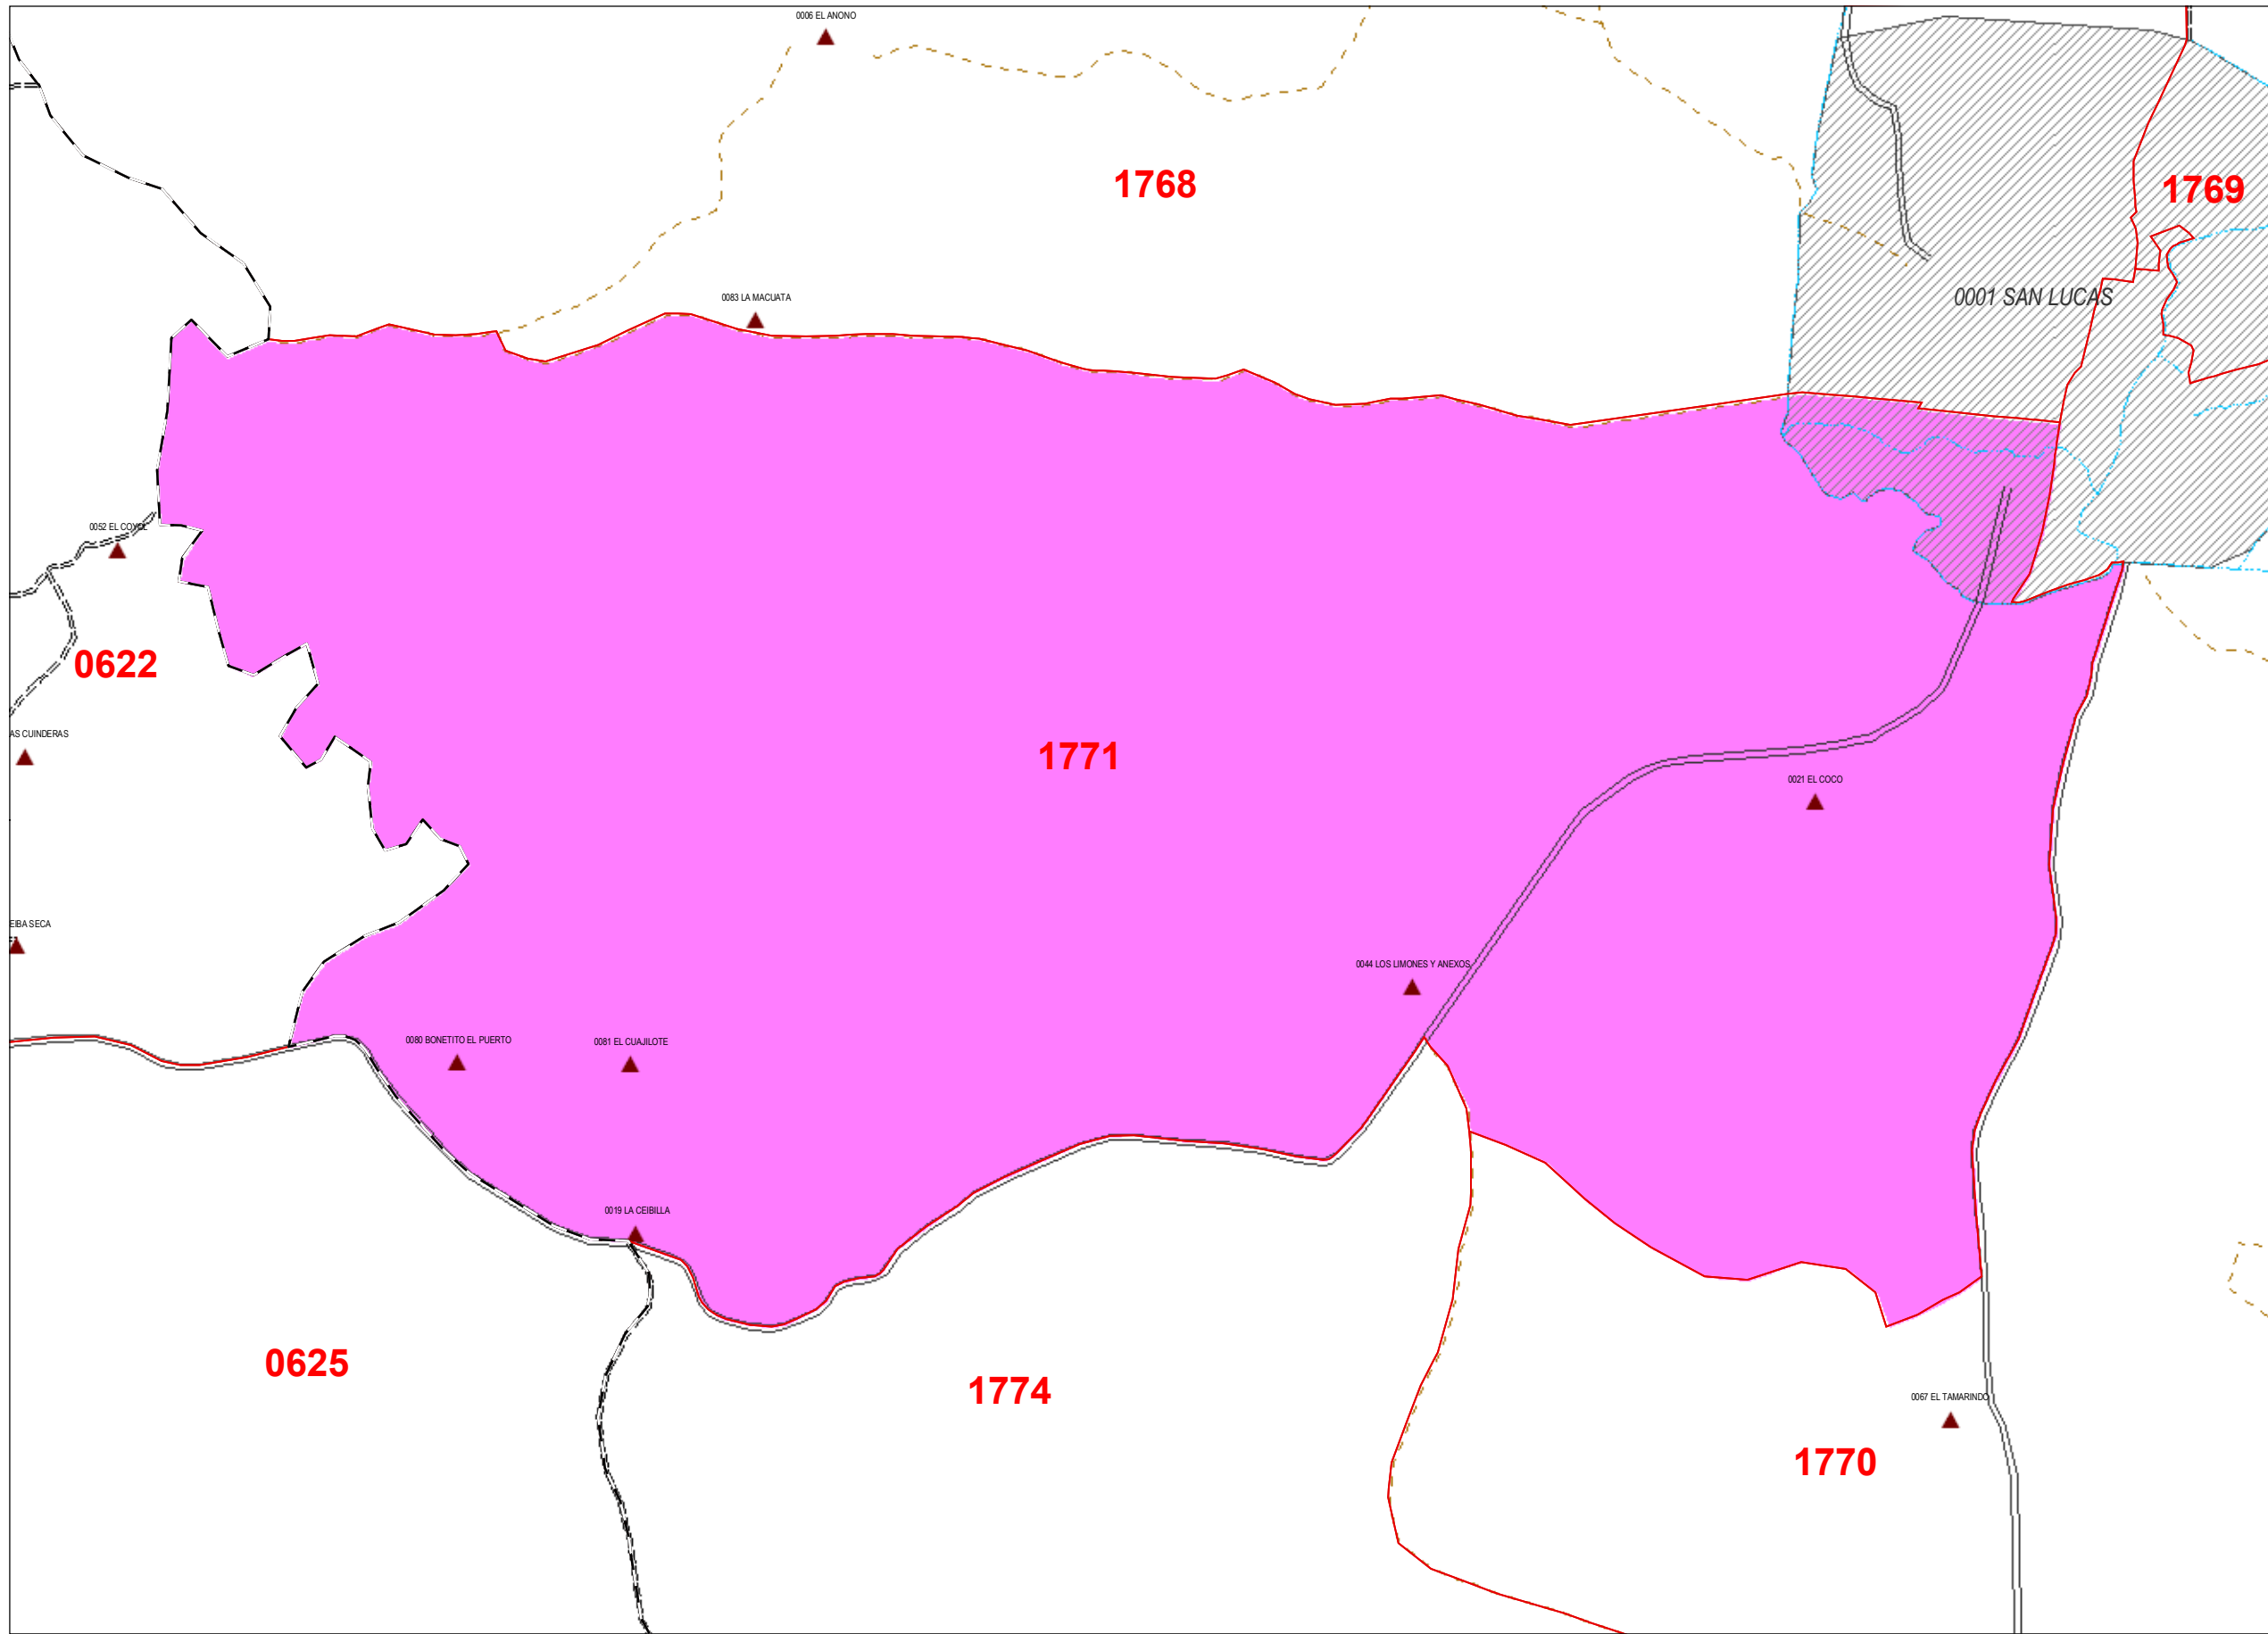 0006 EL ANONO
1768
1769
0083 LA MACUATA
0001 SAN LUCAS
0052 EL COYOL
0622
AS CUINDERAS
1771
0021 EL COCO
EIBA SECA
0044 LOS LIMONES Y ANEXOS
0080 BONETITO EL PUERTO
0081 EL CUAJILOTE
0019 LA CEIBILLA
0625
1774
0067 EL TAMARINDO
1770